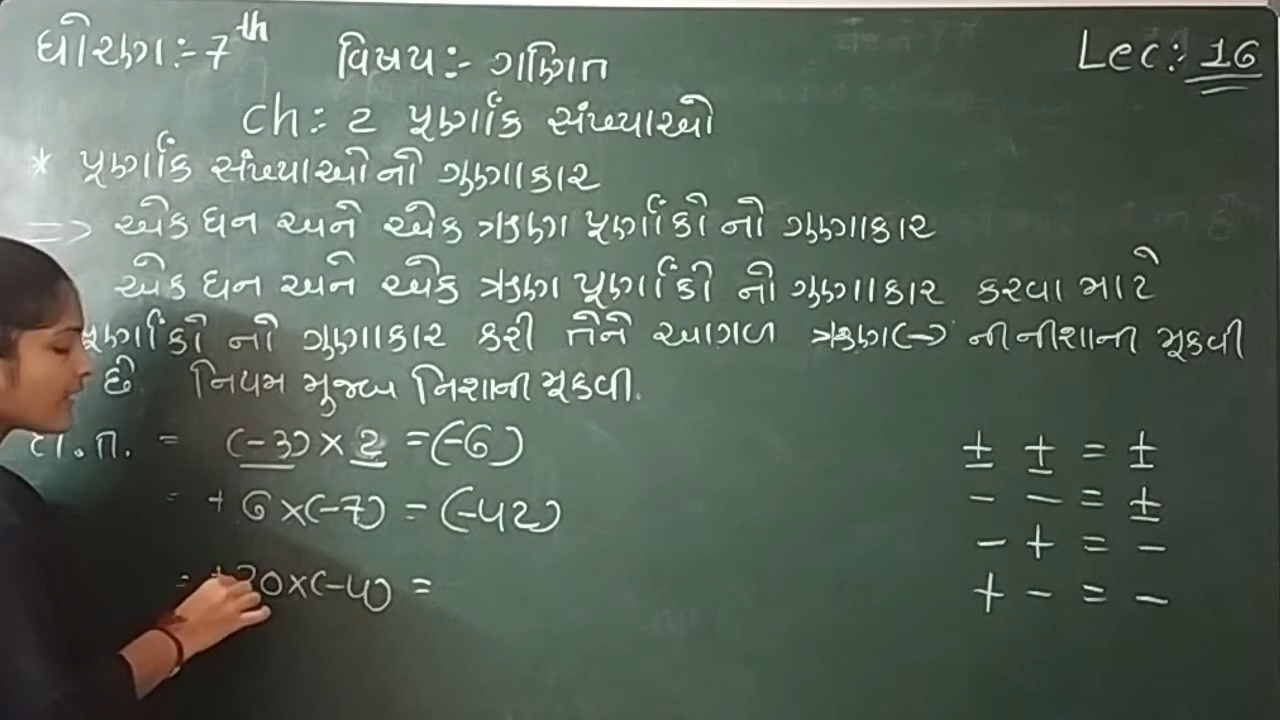 ધોરણ:- 7th વિષય:- ગણિત Lec:- 16
ch:- 2 પૂર્ણાંક સંખ્યાઓ
* પૂર્ણાંક સંખ્યાઓનો ગુણાકાર
=> એક ધન અને એક ઋણ પૂર્ણાંકો નો ગુણાકાર
એક ધન અને એક ઋણ પૂર્ણાંકો નો ગુણાકાર કરવા માટે
પૂર્ણાંકો નો ગુણાકાર કરી તેને આગળ ઋણ(-) ની નીશાની મૂકવી
છે. નિયમ મુજબ નિશાની મૂકવી.
= (-3) × 2 = (-6) ± ± = ±
= +6 × (-7) = (-42) - - = ±
= 0 × (-4) = - + = -
+ - = -